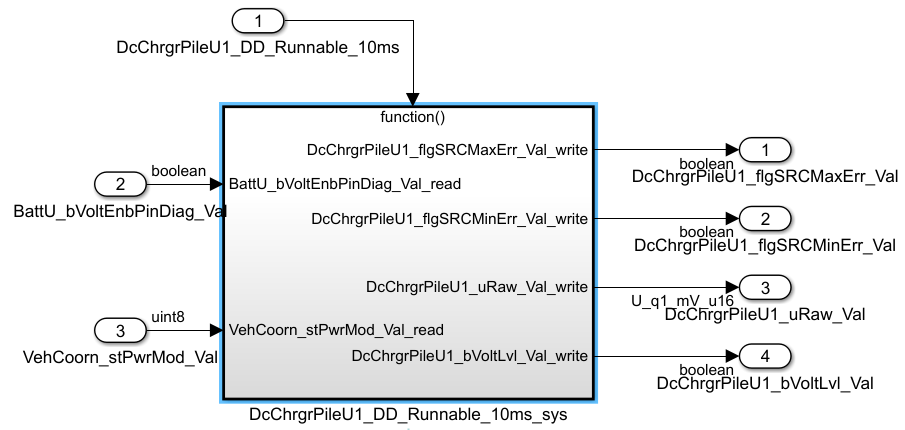 1
DcChrgrPileU1_DD_Runnable_10ms
function()
DcChrgrPileU1_flgSRCMaxErr_Val_write
1
boolean
DcChrgrPileU1_flgSRCMaxErr_Val
boolean
2
BattU_bVoltEnbPinDiag_Val_read
BattU_bVoltEnbPinDiag_Val
DcChrgrPileU1_flgSRCMinErr_Val_write
2
boolean
DcChrgrPileU1_flgSRCMinErr_Val
DcChrgrPileU1_uRaw_Val_write
3
U_q1_mV_u16
DcChrgrPileU1_uRaw_Val
uint8
3
VehCoorn_stPwrMod_Val_read
VehCoorn_stPwrMod_Val
DcChrgrPileU1_bVoltLvl_Val_write
4
boolean
DcChrgrPileU1_bVoltLvl_Val
DcChrgrPileU1_DD_Runnable_10ms_sys